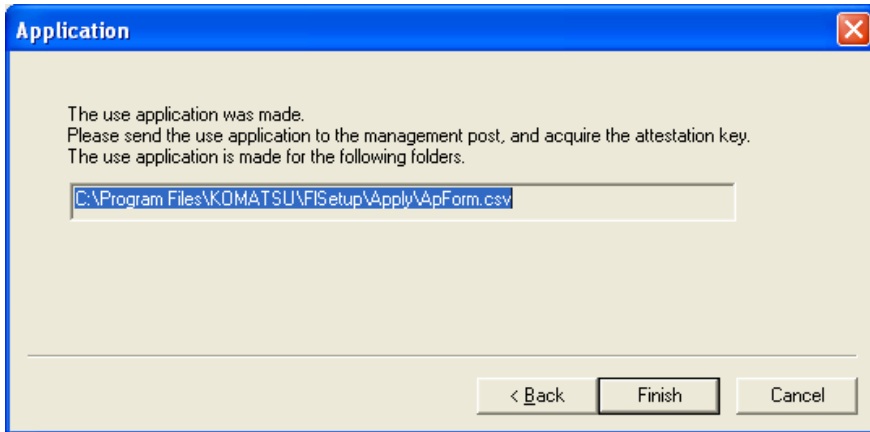 Application
The use application was made.
Please send the use application to the management post, and acquire the attestation key.
The use application is made for the following folders.
C:\Program Files\KOMATSU\FISetup\Apply\ApForm.csv
< Back
Finish
Cancel